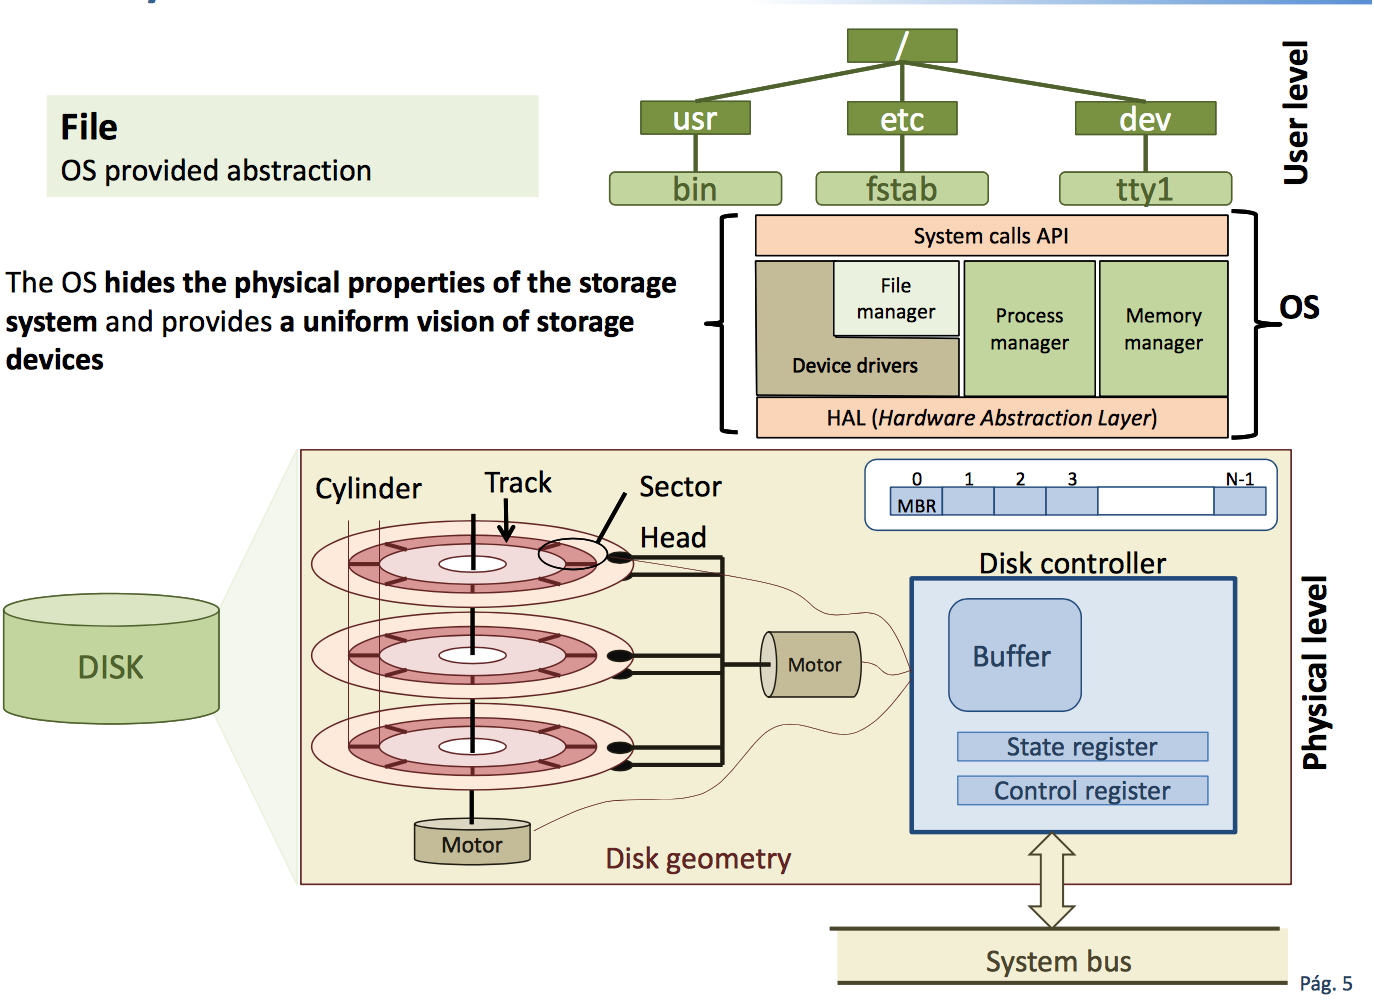 /
usr
etc
dev
bin
fstab
tty1
User level
File
OS provided abstraction
The OS hides the physical properties of the storage
system and provides a uniform vision of storage
devices
System calls API
File
manager
Device drivers
Process
manager
Memory
manager
HAL (Hardware Abstraction Layer)
OS
DISK
Cylinder
Track
Sector
Head
Motor
Motor
Disk geometry
0 1 2 3 N-1
MBR
Disk controller
Buffer
State register
Control register
Physical level
System bus
Pág. 5